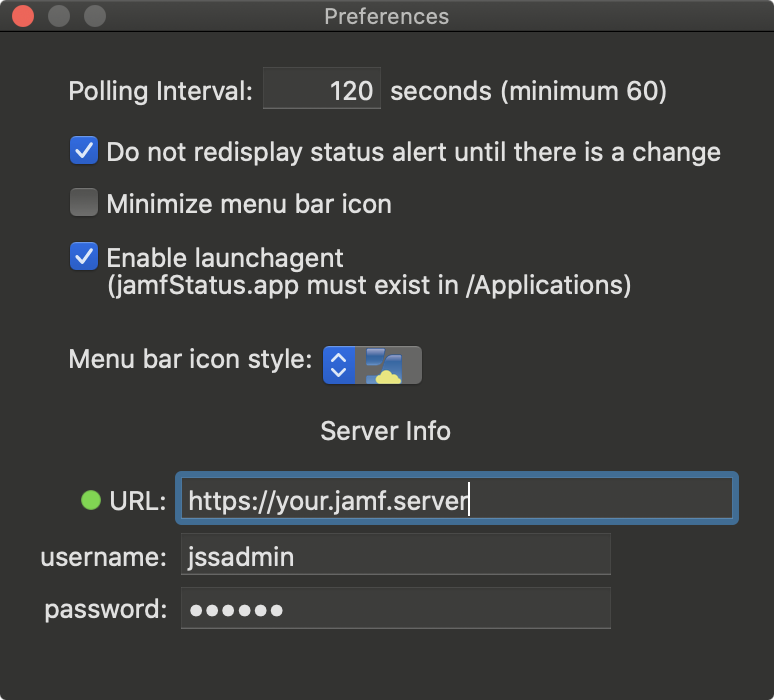 Preferences
Polling Interval: 120 seconds (minimum 60)
Do not redisplay status alert until there is a change
Minimize menu bar icon
Enable launchagent
(jamfStatus.app must exist in /Applications)
Menu bar icon style:
Server Info
URL: https://your.jamf.server
username: jssadmin
password: ●●●●●●